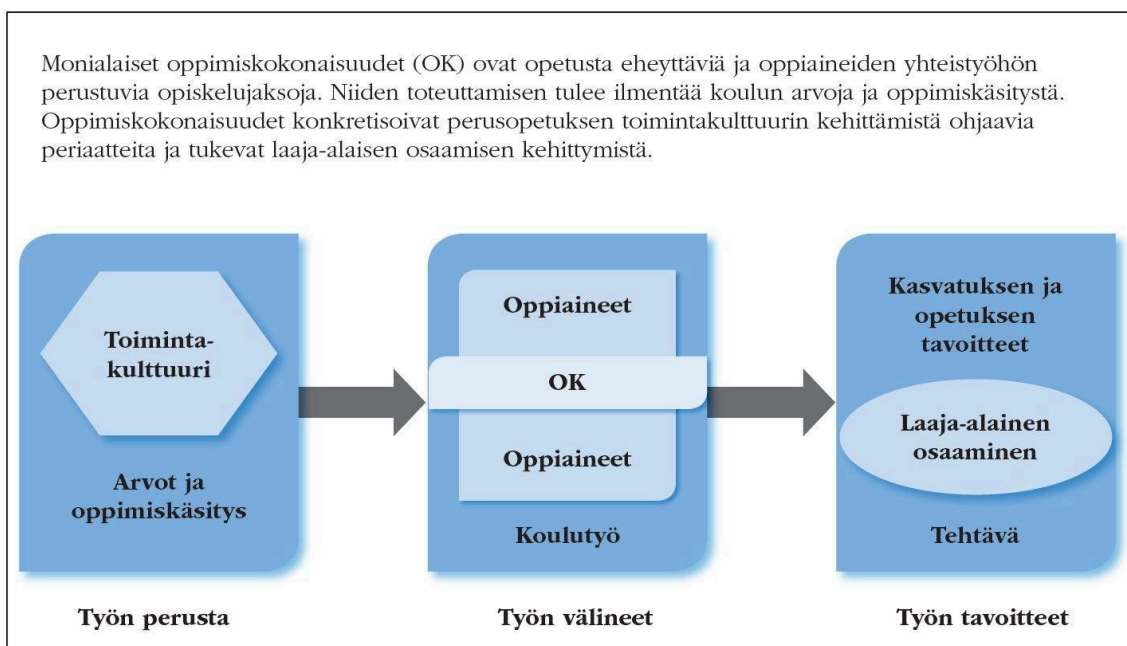 Monialaiset oppimiskokonaisuudet (OK) ovat opetusta eheyttäviä ja oppiaineiden yhteistyöhön
perustuvia opiskelujaksoja. Niiden toteuttamisen tulee ilmentää koulun arvoja ja oppimiskäsitystä.
Oppimiskokonaisuudet konkretisoivat perusopetuksen toimintakulttuurin kehittämistä ohjaavia
periaatteita ja tukevat laaja-alaisen osaamisen kehittymistä.
Toiminta-
kulttuuri
Arvot ja
oppimiskäsitys
Työn perusta
Oppiaineet
OK
Oppiaineet
Koulutyö
Työn välineet
Kasvatuksen ja
opetuksen
tavoitteet
Laaja-alainen
osaaminen
Tehtävä
Työn tavoitteet